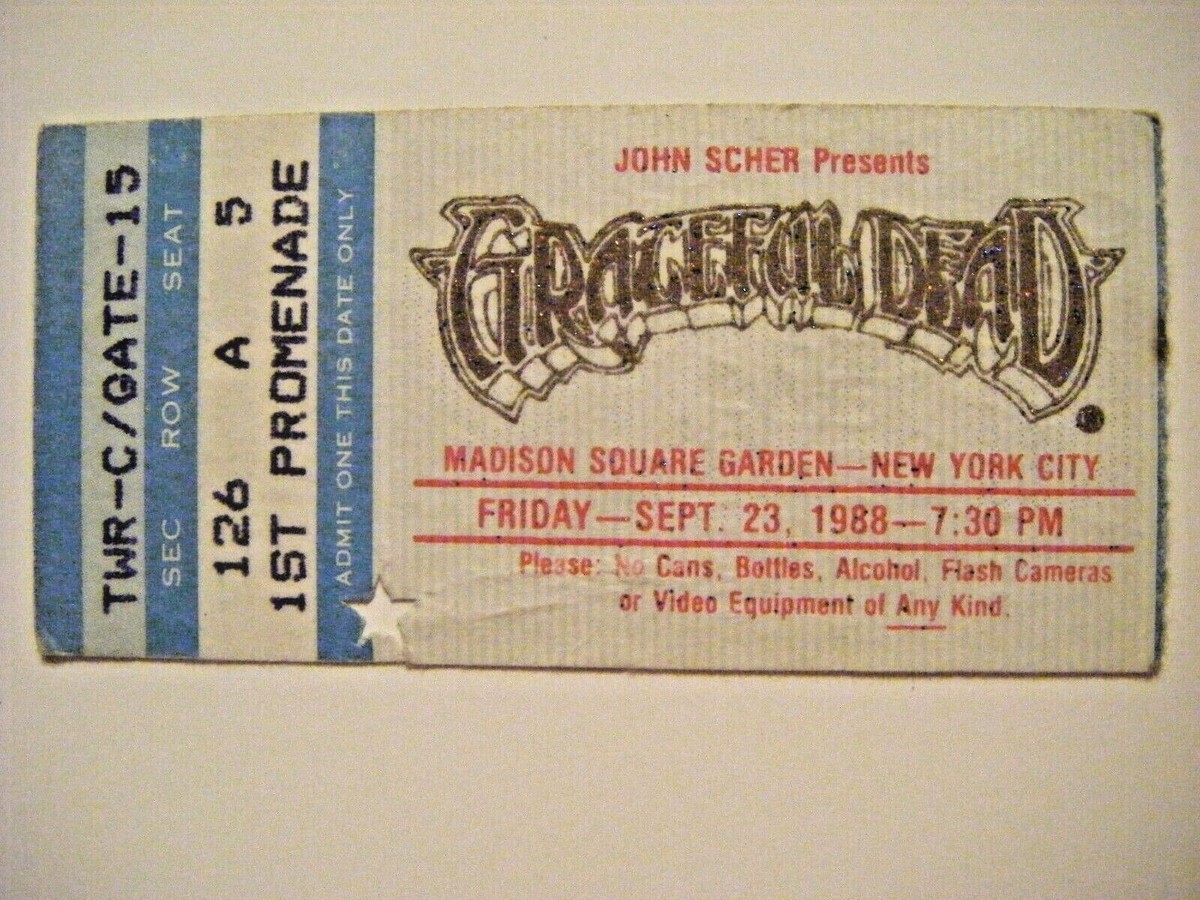 TWR-C/GATE-15
SEC ROW SEAT
126 A 5
1ST PROMENADE
ADMIT ONE THIS DATE ONLY
JOHN SCHER Presents
GRATEFUL DEAD
MADISON SQUARE GARDEN—NEW YORK CITY
FRIDAY—SEPT. 23, 1988—7:30 PM
Please: No Cans, Bottles, Alcohol, Flash Cameras
or Video Equipment of Any Kind.